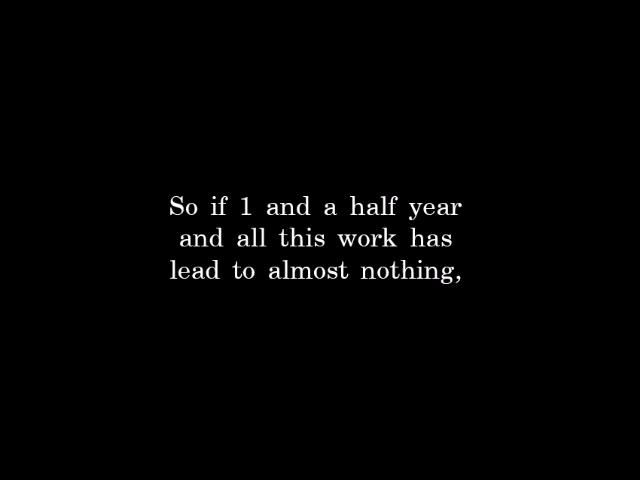 So if 1 and a half year
and all this work has
lead to almost nothing,